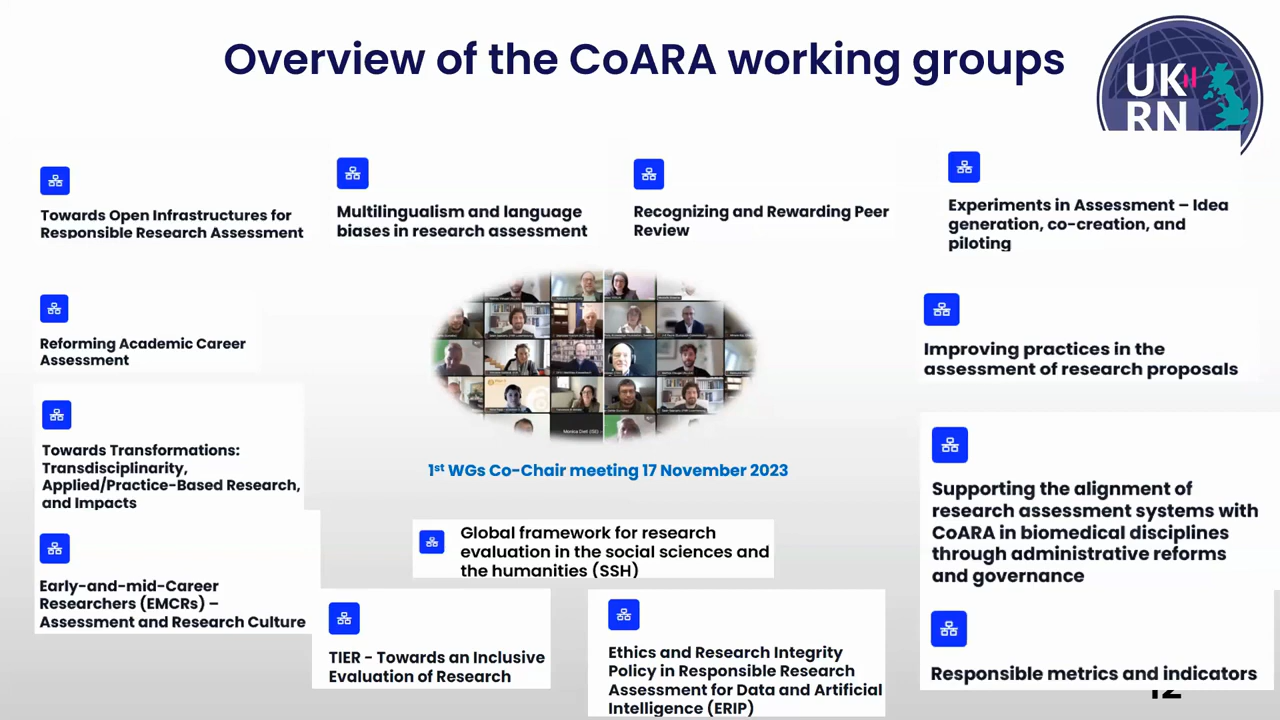 Overview of the CoARA working groups
UK
RN
Towards Open Infrastructures for
Responsible Research Assessment
Multilingualism and language
biases in research assessment
Recognizing and Rewarding Peer
Review
Experiments in Assessment – Idea
generation, co-creation, and
piloting
Reforming Academic Career
Assessment
Improving practices in the
assessment of research proposals
Towards Transformations:
Transdisciplinarity,
Applied/Practice-Based Research,
and Impacts
1st WGs Co-Chair meeting 17 November 2023
Supporting the alignment of
research assessment systems with
CoARA in biomedical disciplines
through administrative reforms
and governance
Global framework for research
evaluation in the social sciences and
the humanities (SSH)
Early-and-mid-Career
Researchers (EMCRs) –
Assessment and Research Culture
TIER - Towards an Inclusive
Evaluation of Research
Ethics and Research Integrity
Policy in Responsible Research
Assessment for Data and Artificial
Intelligence (ERIP)
Responsible metrics and indicators
12